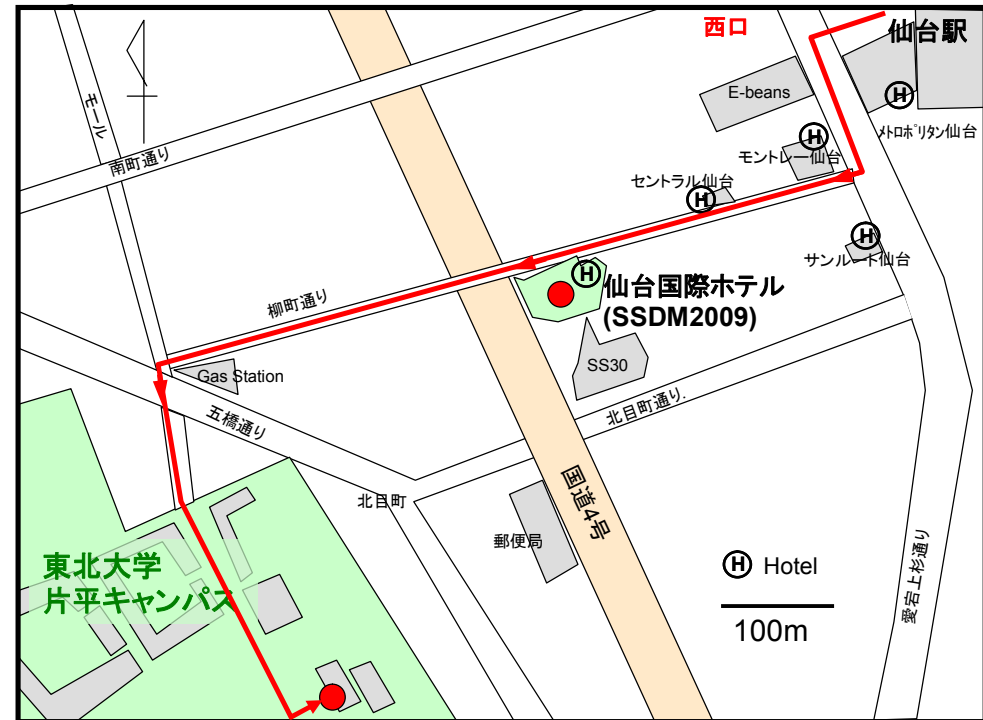 西口
仙台駅
E-beans
H
メトロポリタン仙台
モール
南町通り
H
モントレー仙台
セントラル仙台
H
H
サンルート仙台
柳町通り
H
仙台国際ホテル
(SSDM2009)
SS30
Gas Station
五橋通り
北目町通り.
北目町
国道4号
郵便局
愛宕上杉通り
東北大学
片平キャンパス
H Hotel
100m